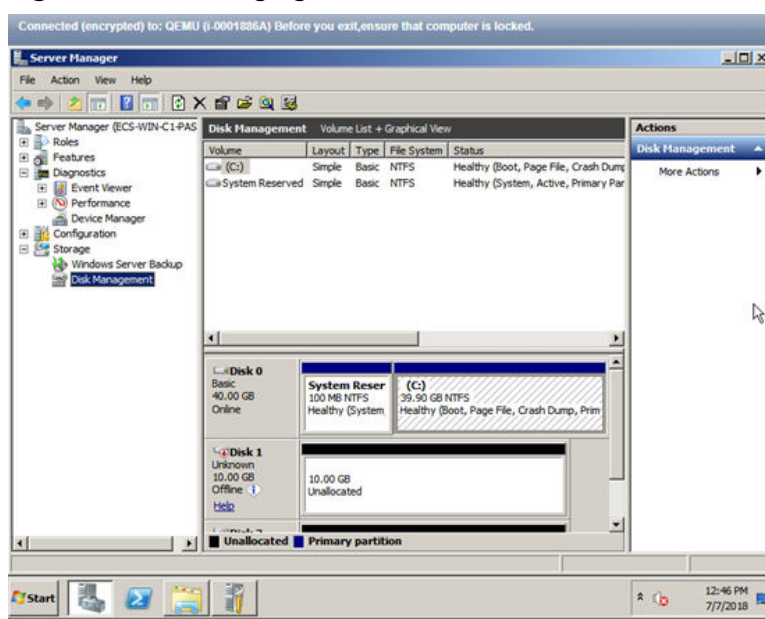 Connected (encrypted) to: QEMU (i-0001886A) Before you exit,ensure that computer is locked.
Server Manager
File Action View Help
Server Manager (ECS-WIN-C1-PAS
Roles
Features
Diagnostics
Event Viewer
Performance
Device Manager
Configuration
Storage
Windows Server Backup
Disk Management
Disk Management Volume List + Graphical View
Volume Layout Type File System Status
(C:) Simple Basic NTFS Healthy (Boot, Page File, Crash Dump
System Reserved Simple Basic NTFS Healthy (System, Active, Primary Par
Disk 0
Basic
40.00 GB
Online
System Reser
100 MB NTFS
Healthy (System,
(C:)
39.90 GB NTFS
Healthy (Boot, Page File, Crash Dump, Prim
Disk 1
Unknown
10.00 GB
Offline
Help
10.00 GB
Unallocated
Unallocated Primary partition
Actions
Disk Management
More Actions
Start
12:46 PM
7/7/2018